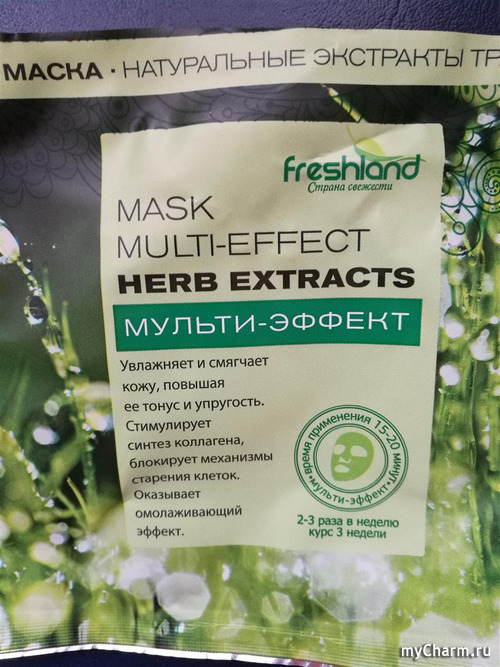 МАСКА · НАТУРАЛЬНЫЕ ЭКСТРАКТЫ
freshland
Страна свежести
MASK
MULTI-EFFECT
HERB EXTRACTS
МУЛЬТИ-ЭФФЕКТ
Увлажняет и смягчает
кожу, повышая
ее тонус и упругость.
Стимулирует
синтез коллагена,
блокирует механизмы
старения клеток.
Оказывает
омолаживающий
эффект.
время применения 15-20 минут
•мульти-эффект•
2-3 раза в неделю
курс 3 недели
myCharm.ru